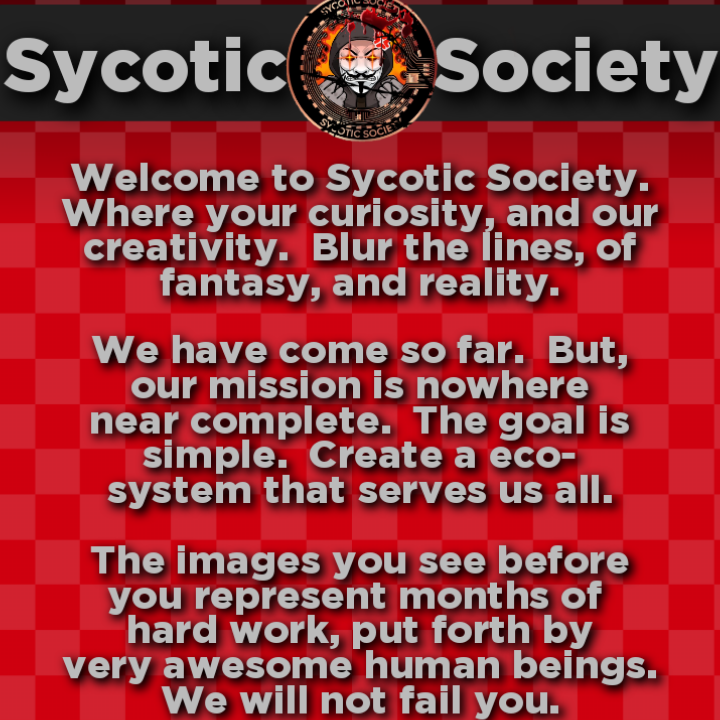 Sycotic Society
SYCOTIC SOCIETY
SYCOTIC SOCIETY
Welcome to Sycotic Society.
Where your curiosity, and our
creativity.  Blur the lines, of
fantasy, and reality.
We have come so far.  But,
our mission is nowhere
near complete.  The goal is
simple.  Create a eco-
system that serves us all.
The images you see before
you represent months of
hard work, put forth by
very awesome human beings.
We will not fail you.